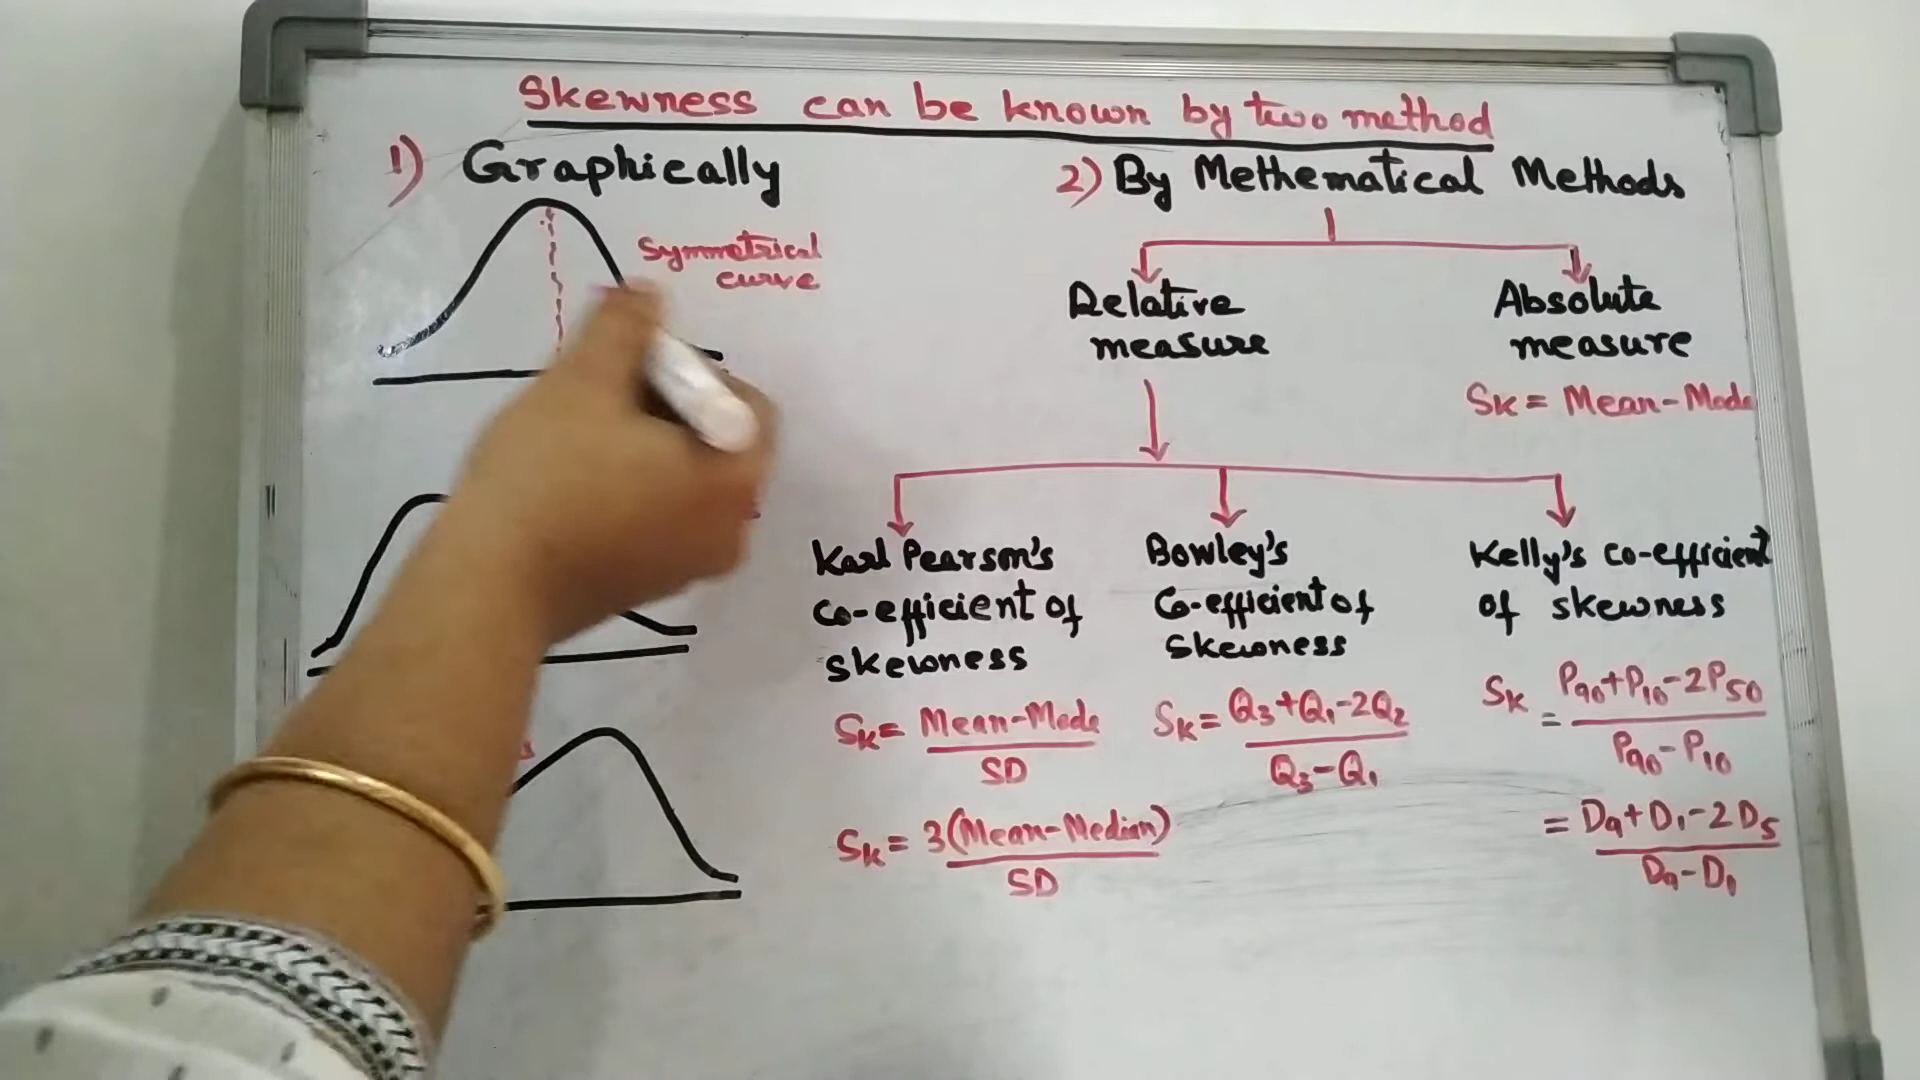 Skewness can be known by two method
1) Graphically
Symmetrical
curve
2) By Methematical Methods
Relative
measure
Absolute
measure
Sk = Mean-Mode
Karl Pearson's
co-efficient of
skewness
Sk = Mean-Mode
SD
Sk = 3(Mean-Median)
SD
Bowley's
Co-efficient of
Skewness
Sk = Q3+Q1-2Q2
Q3-Q1
Kelly's co-efficient
of skewness
Sk = P90+P10-2P50
P90-P10
= D9+D1-2D5
D9-D1